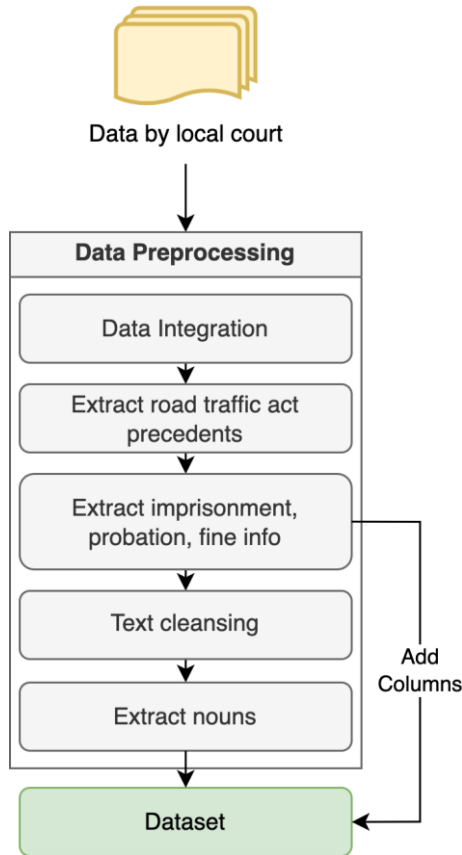 Data by local court
Data Preprocessing
Data Integration
Extract road traffic act
precedents
Extract imprisonment,
probation, fine info
Text cleansing
Extract nouns
Add
Columns
Dataset